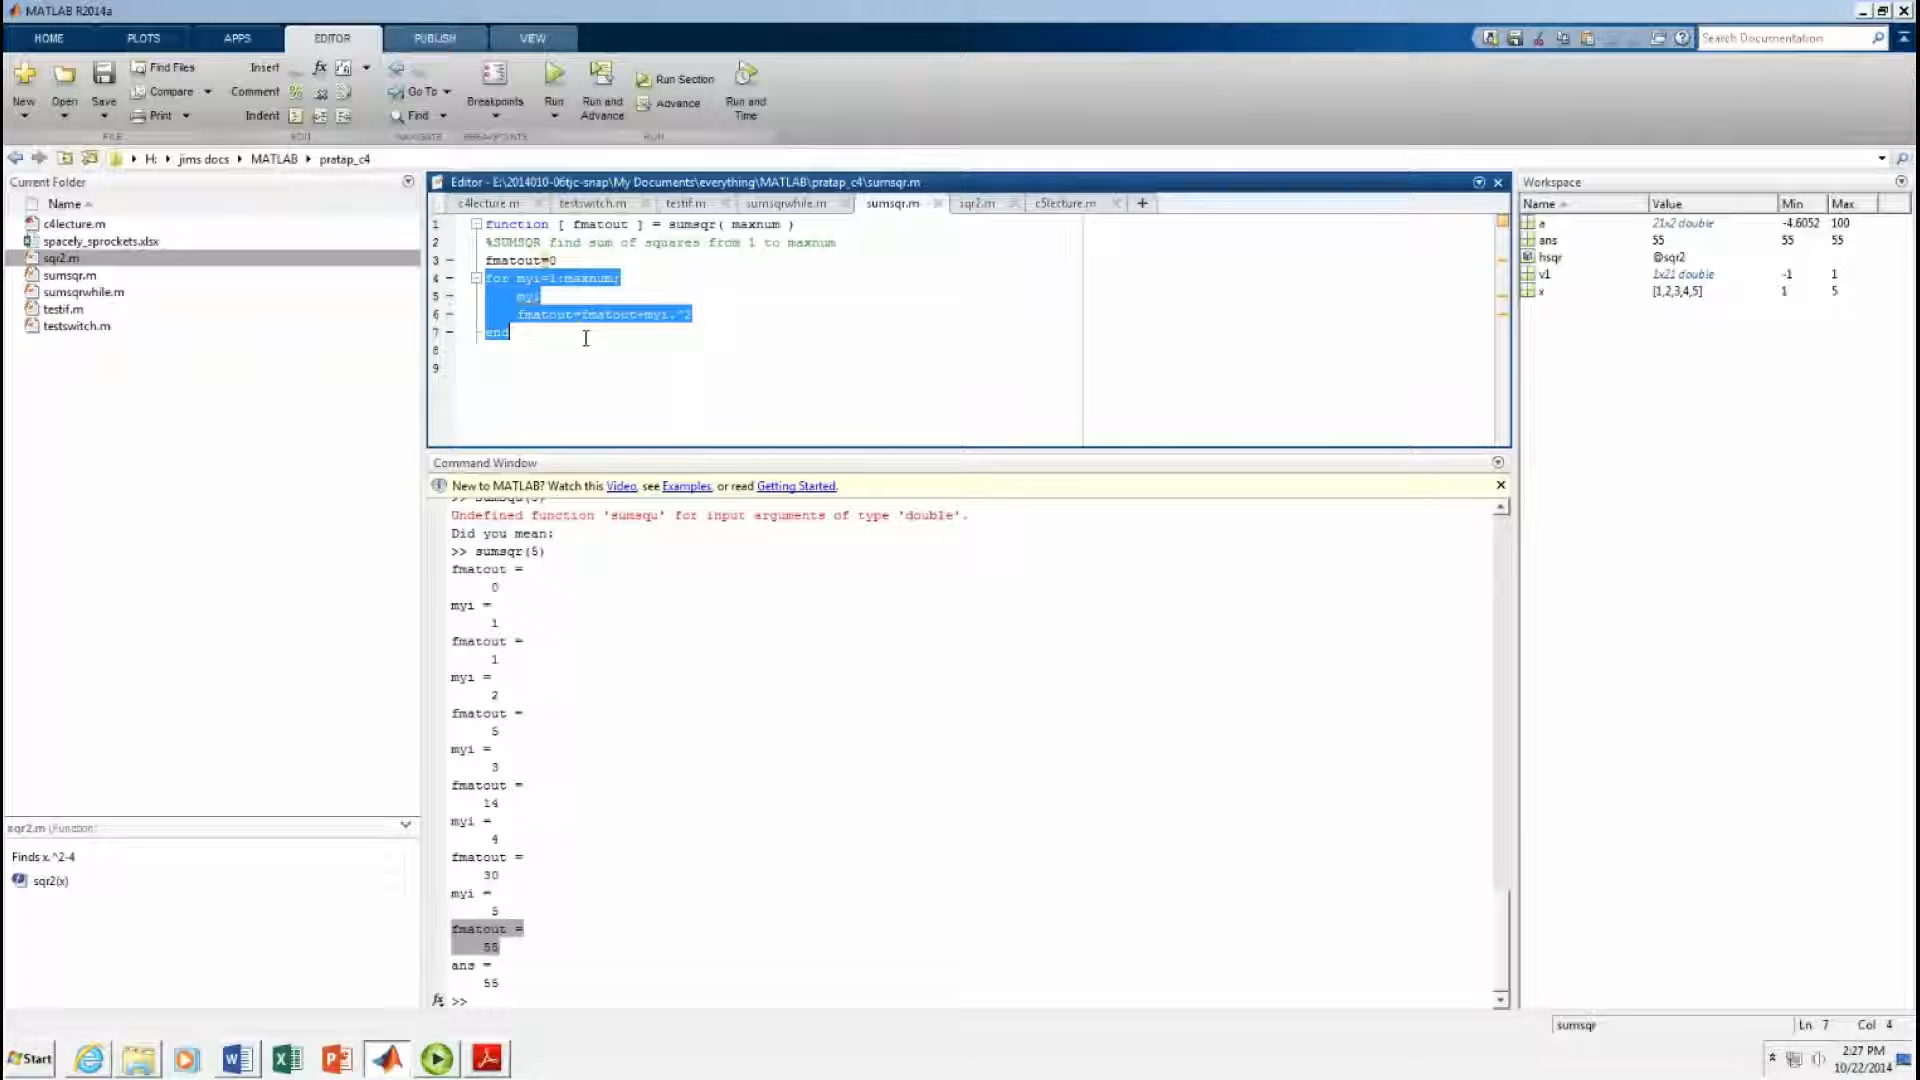 MATLAB R2014a
HOME PLOTS APPS EDITOR PUBLISH VIEW
Search Documentation
New Open Save
Find Files
Compare
Print
Insert fx
Comment
Indent
Go To
Find
Breakpoints
Run
Run and Advance
Run Section
Advance
Run and Time
FILE EDIT NAVIGATE BREAKPOINTS RUN
H: jims docs MATLAB pratap_c4
Current Folder
Name
c4lecture.m
spacely_sprockets.xlsx
sqr2.m
sumsqr.m
sumsqrwhile.m
testif.m
testswitch.m
sqr2.m (Function)
Finds x.^2-4
sqr2(x)
Editor - E:\2014010-06tjc-snap\My Documents\everything\MATLAB\pratap_c4\sumsqr.m
c4lecture.m testswitch.m testif.m sumsqrwhile.m sumsqr.m sqr2.m c5lecture.m +
1 function [ fmatout ] = sumsqr( maxnum )
2 %SUMSQR find sum of squares from 1 to maxnum
3 - fmatout=0
4 - for myi=1:maxnum;
5 - myi
6 - fmatout=fmatout+myi.^2
7 - end
8
9
Command Window
New to MATLAB? Watch this Video, see Examples, or read Getting Started.
>> sumsqu(5)
Undefined function 'sumsqu' for input arguments of type 'double'.
Did you mean:
>> sumsqr(5)
fmatout =
0
myi =
1
fmatout =
1
myi =
2
fmatout =
5
myi =
3
fmatout =
14
myi =
4
fmatout =
30
myi =
5
fmatout =
55
ans =
55
fx >>
Workspace
Name Value Min Max
a 21x2 double -4.6052 100
ans 55 55 55
hsqr @sqr2
v1 1x21 double -1 1
x [1,2,3,4,5] 1 5
sumsqr Ln 7 Col 4
Start
2:27 PM
10/22/2014